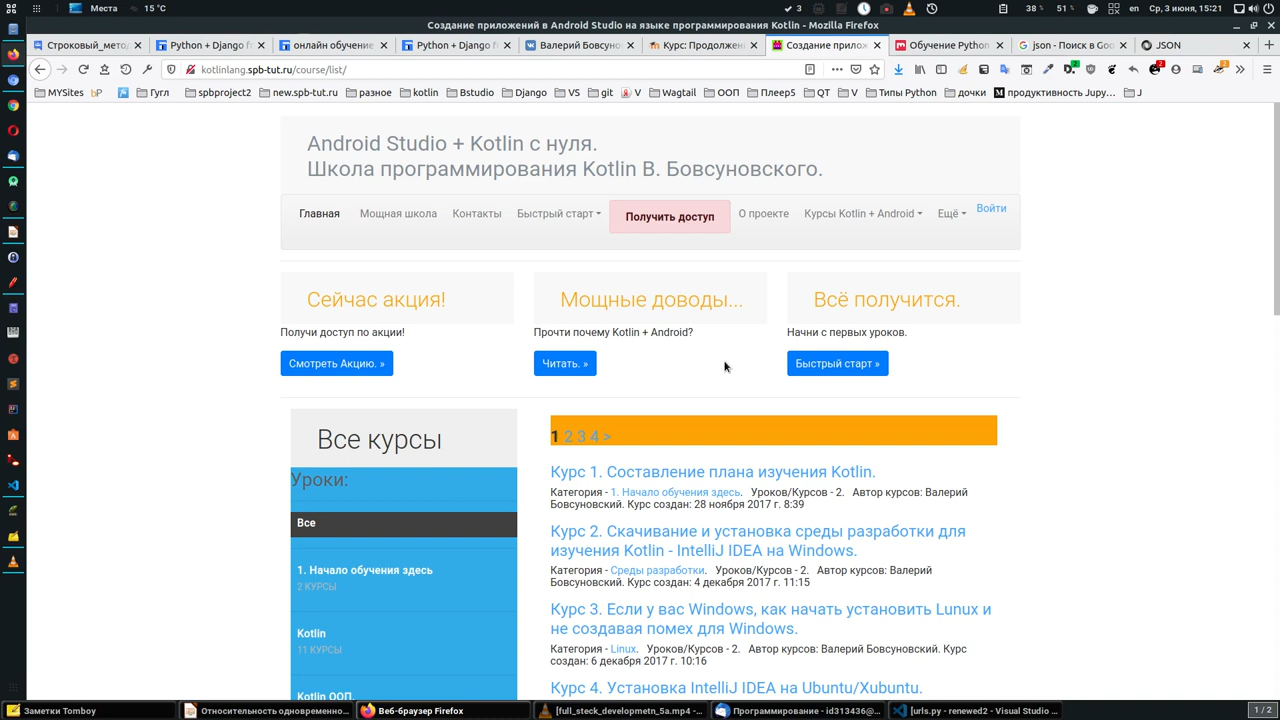 Места
15 °C
3
38 %
51 %
en
Ср, 3 июня, 15:21
Создание приложений в Android Studio на языке программирования Kotlin - Mozilla Firefox
Строковый_мето
Python + Django f
онлайн обучение
Python + Django f
Валерий Бовсуно
Курс: Продолжен
Создание прилож
Обучение Python
json - Поиск в Goo
JSON
kotlinlang.spb-tut.ru/course/list/
MYSites
Гугл
spbproject2
new.spb-tut.ru
разное
kotlin
Bstudio
Django
VS
git
V
Wagtail
ООП
Плеер5
QT
V
Типы Python
дочки
продуктивность Jupy…
J
Android Studio + Kotlin с нуля.
Школа программирования Kotlin В. Бовсуновского.
Главная
Мощная школа
Контакты
Быстрый старт
Получить доступ
О проекте
Курсы Kotlin + Android
Ещё
Войти
Сейчас акция!
Мощные доводы...
Всё получится.
Получи доступ по акции!
Прочти почему Kotlin + Android?
Начни с первых уроков.
Смотреть Акцию. »
Читать. »
Быстрый старт »
Все курсы
Уроки:
Все
1. Начало обучения здесь
2 КУРСЫ
Kotlin
11 КУРСЫ
Kotlin ООП.
1 2 3 4 >
Курс 1. Составление плана изучения Kotlin.
Категория - 1. Начало обучения здесь. Уроков/Курсов - 2. Автор курсов: Валерий
Бовсуновский. Курс создан: 28 ноября 2017 г. 8:39
Курс 2. Скачивание и установка среды разработки для
изучения Kotlin - IntelliJ IDEA на Windows.
Категория - Среды разработки. Уроков/Курсов - 2. Автор курсов: Валерий
Бовсуновский. Курс создан: 4 декабря 2017 г. 11:15
Курс 3. Если у вас Windows, как начать установить Lunux и
не создавая помех для Windows.
Категория - Linux. Уроков/Курсов - 2. Автор курсов: Валерий Бовсуновский. Курс
создан: 6 декабря 2017 г. 10:16
Курс 4. Установка IntelliJ IDEA на Ubuntu/Xubuntu.
Заметки Tomboy
Относительность одновременно...
Веб-браузер Firefox
[full_steck_developmetn_5a.mp4 -...
Программирование - id313436@...
[urls.py - renewed2 - Visual Studio ...
1 / 2